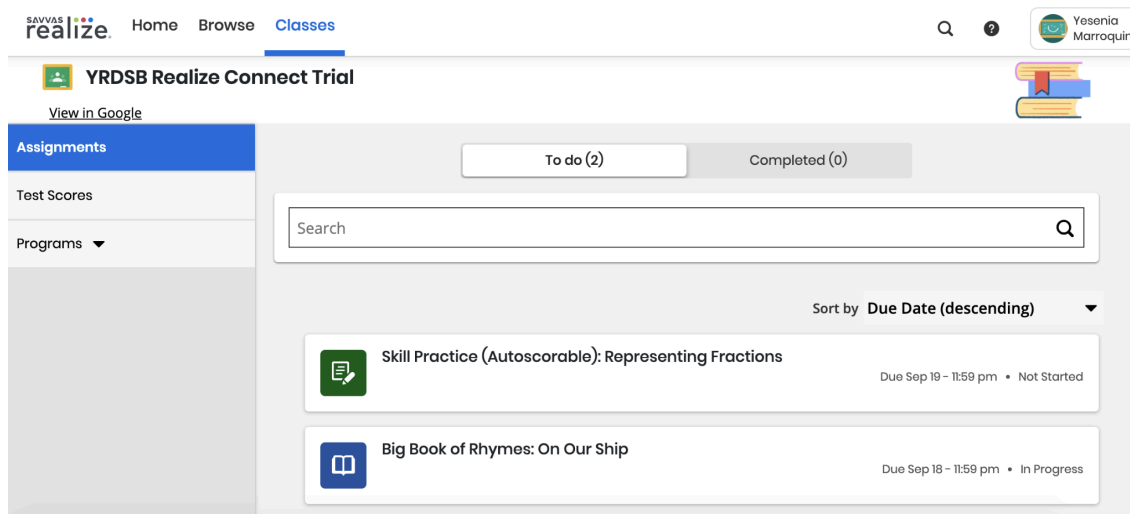 SAVVAS
realize. Home Browse Classes
Yesenia
Marroquin
YRDSB Realize Connect Trial
View in Google
Assignments
To do (2) Completed (0)
Test Scores
Search
Programs
Sort by Due Date (descending)
Skill Practice (Autoscorable): Representing Fractions
Due Sep 19 - 11:59 pm • Not Started
Big Book of Rhymes: On Our Ship
Due Sep 18 - 11:59 pm • In Progress